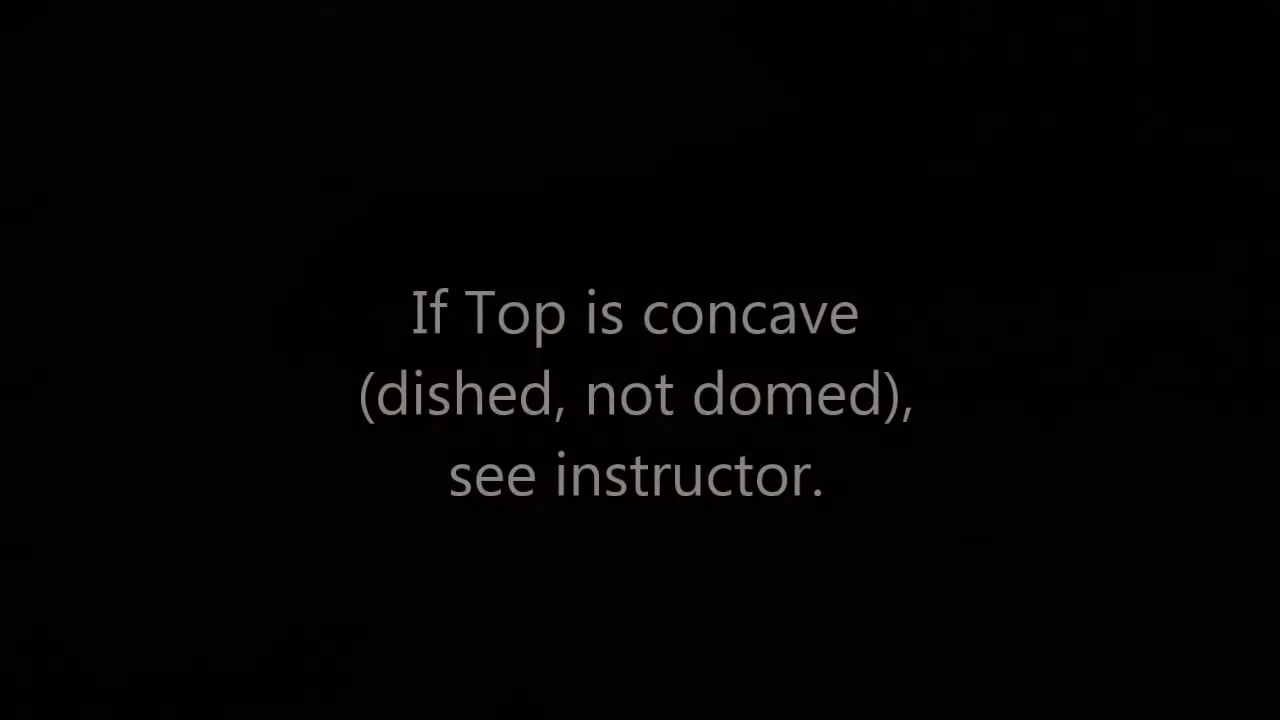 If Top is concave
(dished, not domed),
see instructor.